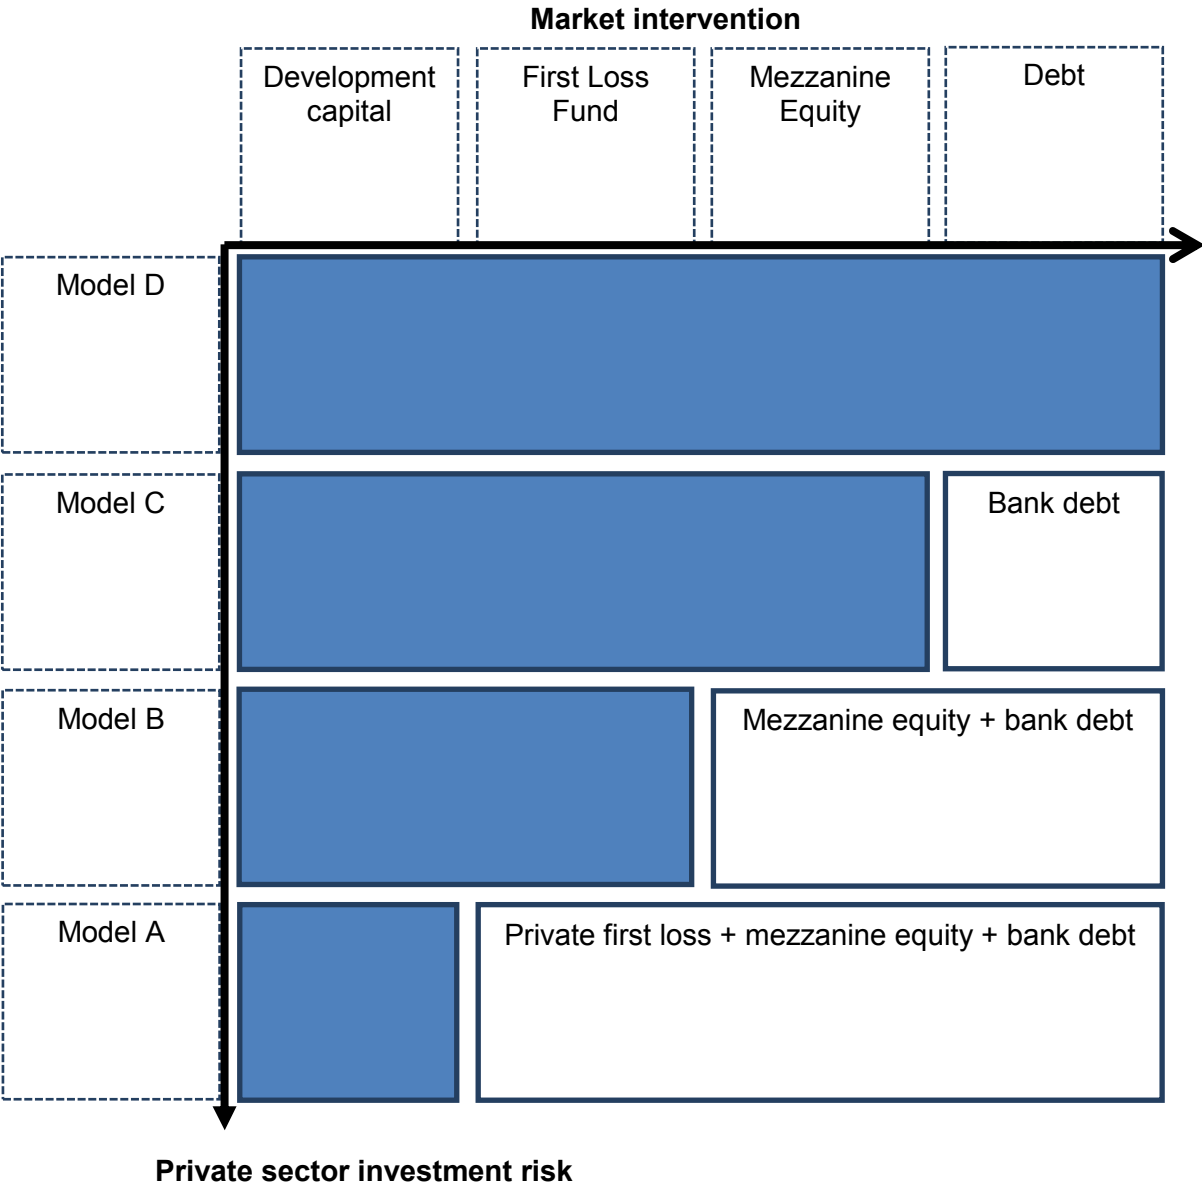 Market intervention
Development
capital
First Loss
Fund
Mezzanine
Equity
Debt
Model D
Model C
Bank debt
Model B
Mezzanine equity + bank debt
Model A
Private first loss + mezzanine equity + bank debt
Private sector investment risk